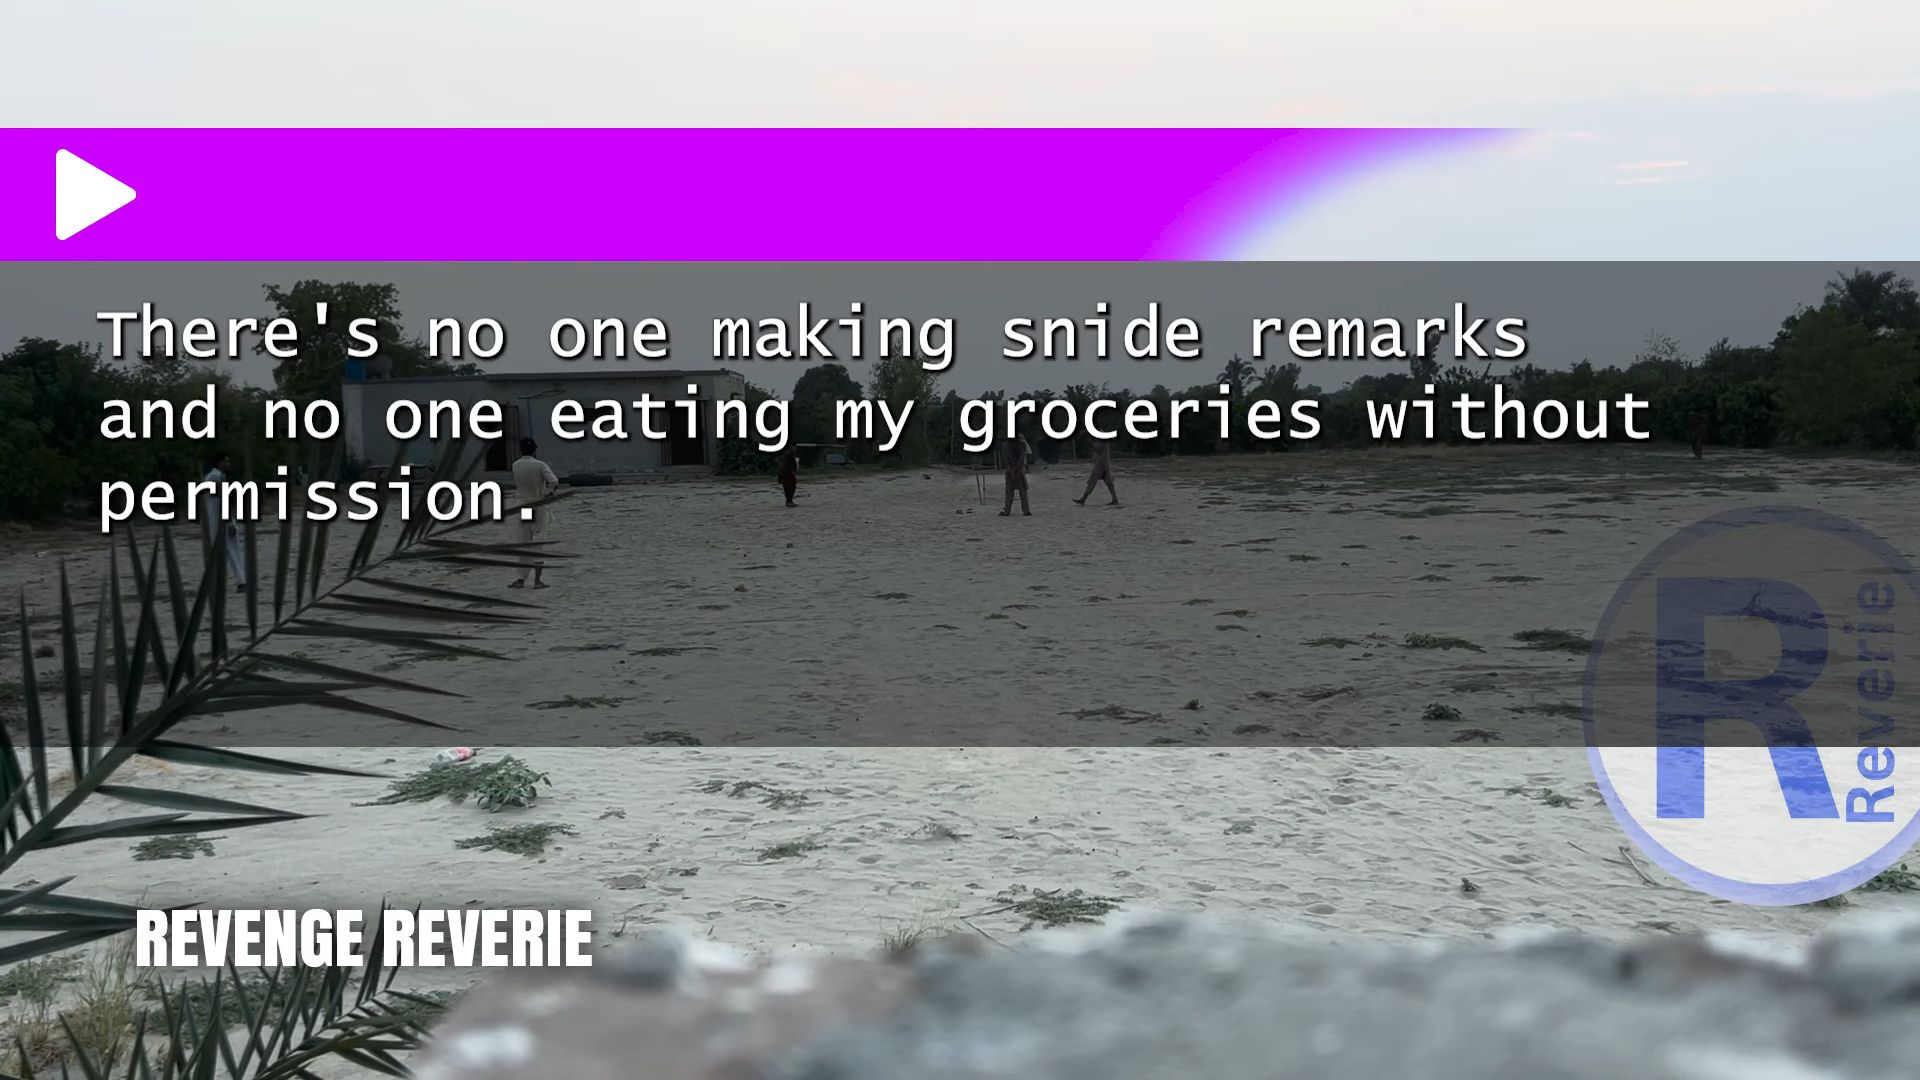 There's no one making snide remarks
and no one eating my groceries without
permission.
R
Reverie
REVENGE REVERIE